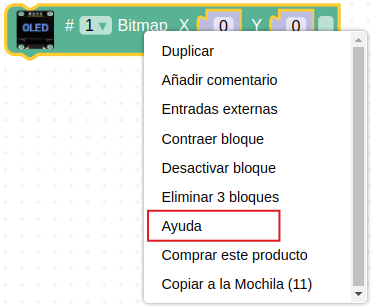 OLED # 1 Bitmap X 0 Y 0
Duplicar
Añadir comentario
Entradas externas
Contraer bloque
Desactivar bloque
Eliminar 3 bloques
Ayuda
Comprar este producto
Copiar a la Mochila (11)